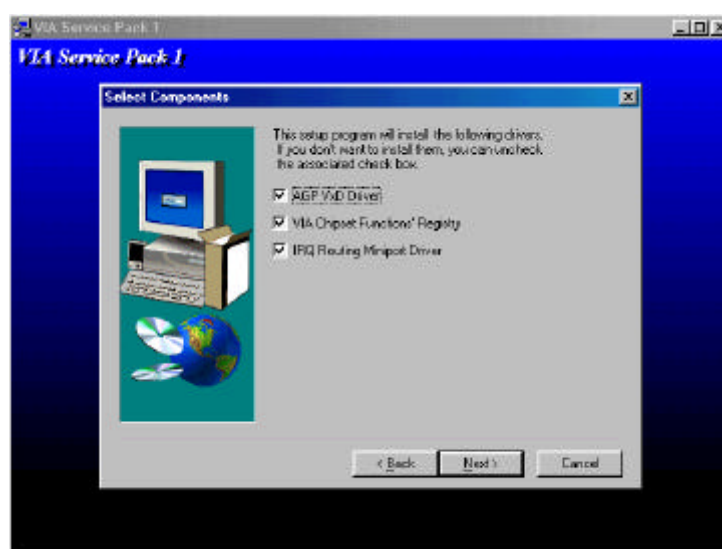 VIA Service Pack 1
VIA Service Pack 1
Select Components
This setup program will install the following drivers.
If you don't want to install them, you can uncheck
the associated check box.
AGP VxD Driver
VIA Chipset Functions' Registry
IRQ Routing Miniport Driver
< Back
Next >
Cancel